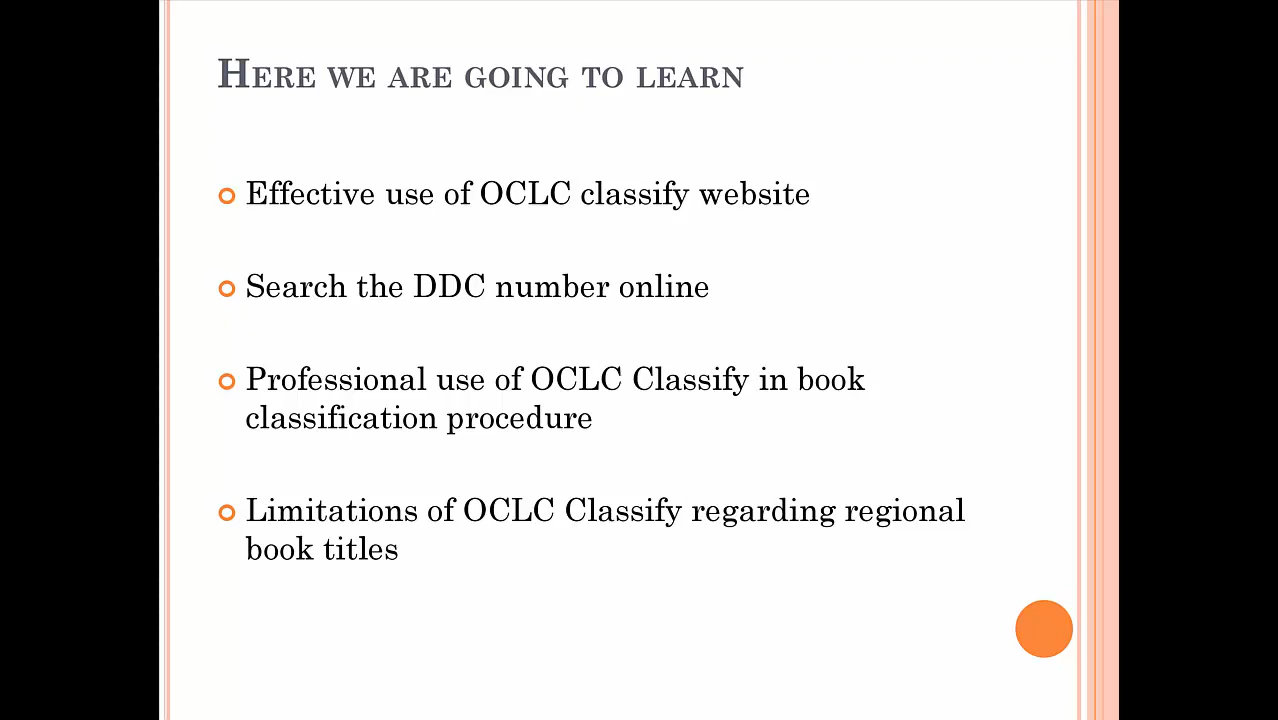 Here we are going to learn
Effective use of OCLC classify website
Search the DDC number online
Professional use of OCLC Classify in book
classification procedure
Limitations of OCLC Classify regarding regional
book titles